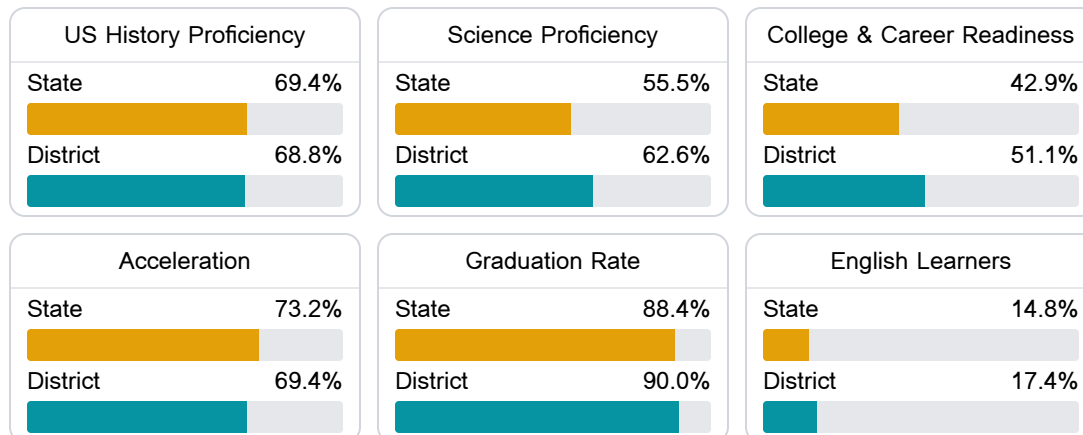 US History Proficiency
State 69.4%
District 68.8%
Science Proficiency
State 55.5%
District 62.6%
College & Career Readiness
State 42.9%
District 51.1%
Acceleration
State 73.2%
District 69.4%
Graduation Rate
State 88.4%
District 90.0%
English Learners
State 14.8%
District 17.4%